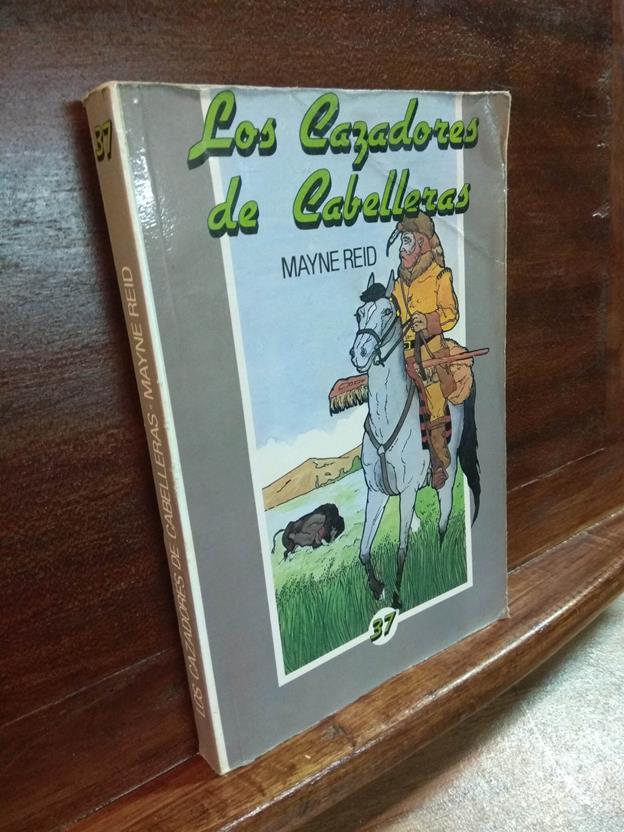 Los Cazadores
de Cabelleras
MAYNE REID
37
37
LOS CAZADORES DE CABELLERAS - MAYNE REID